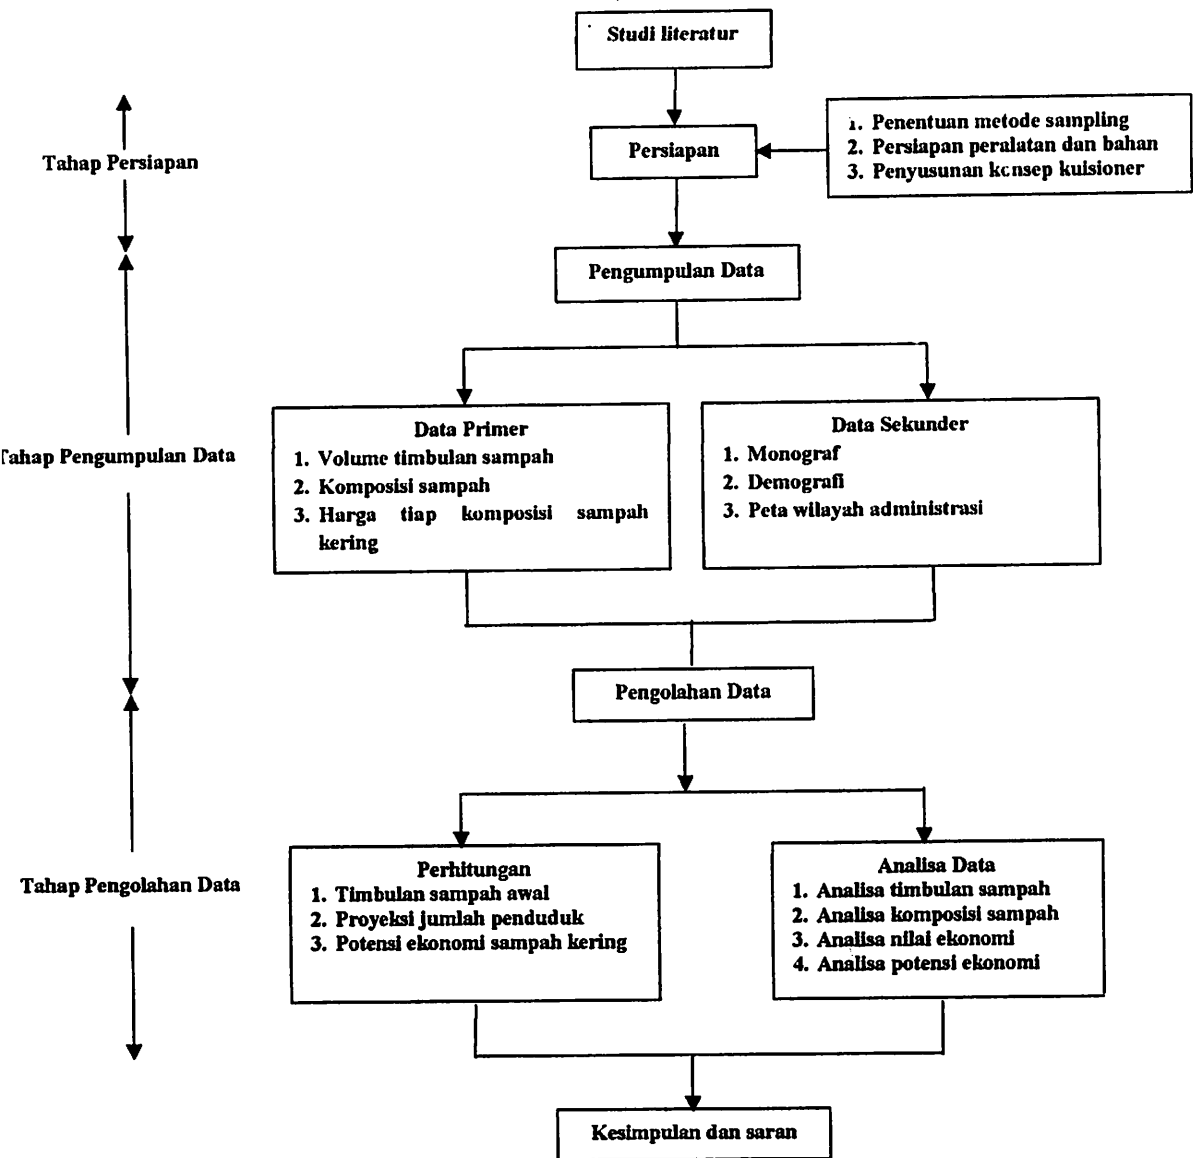 Studi literatur
Persiapan
1. Penentuan metode sampling
2. Persiapan peralatan dan bahan
3. Penyusunan konsep kuisioner
Tahap Persiapan
Pengumpulan Data
Tahap Pengumpulan Data
Data Primer
1. Volume timbulan sampah
2. Komposisi sampah
3. Harga tiap komposisi sampah
kering
Data Sekunder
1. Monograf
2. Demografi
3. Peta wilayah administrasi
Pengolahan Data
Tahap Pengolahan Data
Perhitungan
1. Timbulan sampah awal
2. Proyeksi jumlah penduduk
3. Potensi ekonomi sampah kering
Analisa Data
1. Analisa timbulan sampah
2. Analisa komposisi sampah
3. Analisa nilai ekonomi
4. Analisa potensi ekonomi
Kesimpulan dan saran